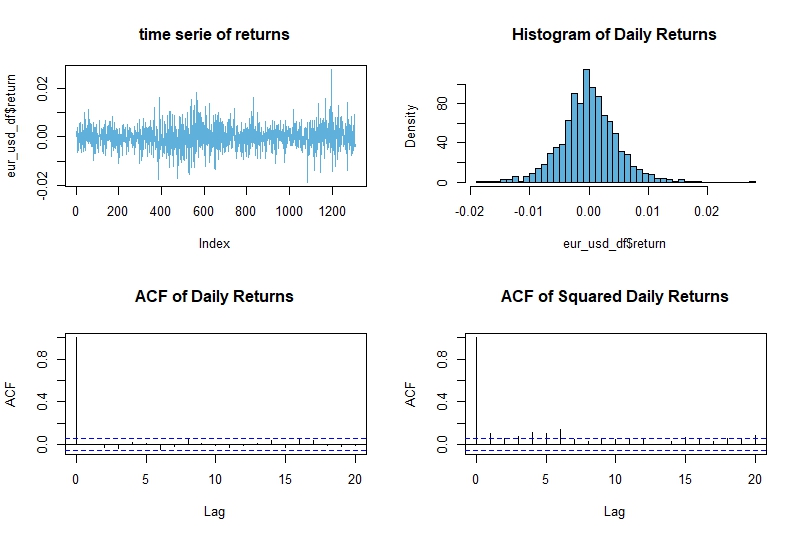 time serie of returns
eur_usd_df$return
0.02
0.00
-0.02
0 200 400 600 800 1000 1200
Index
Histogram of Daily Returns
Density
80
40
0
-0.02 -0.01 0.00 0.01 0.02
eur_usd_df$return
ACF of Daily Returns
ACF
0.8
0.4
0.0
0 5 10 15 20
Lag
ACF of Squared Daily Returns
ACF
0.8
0.4
0.0
0 5 10 15 20
Lag